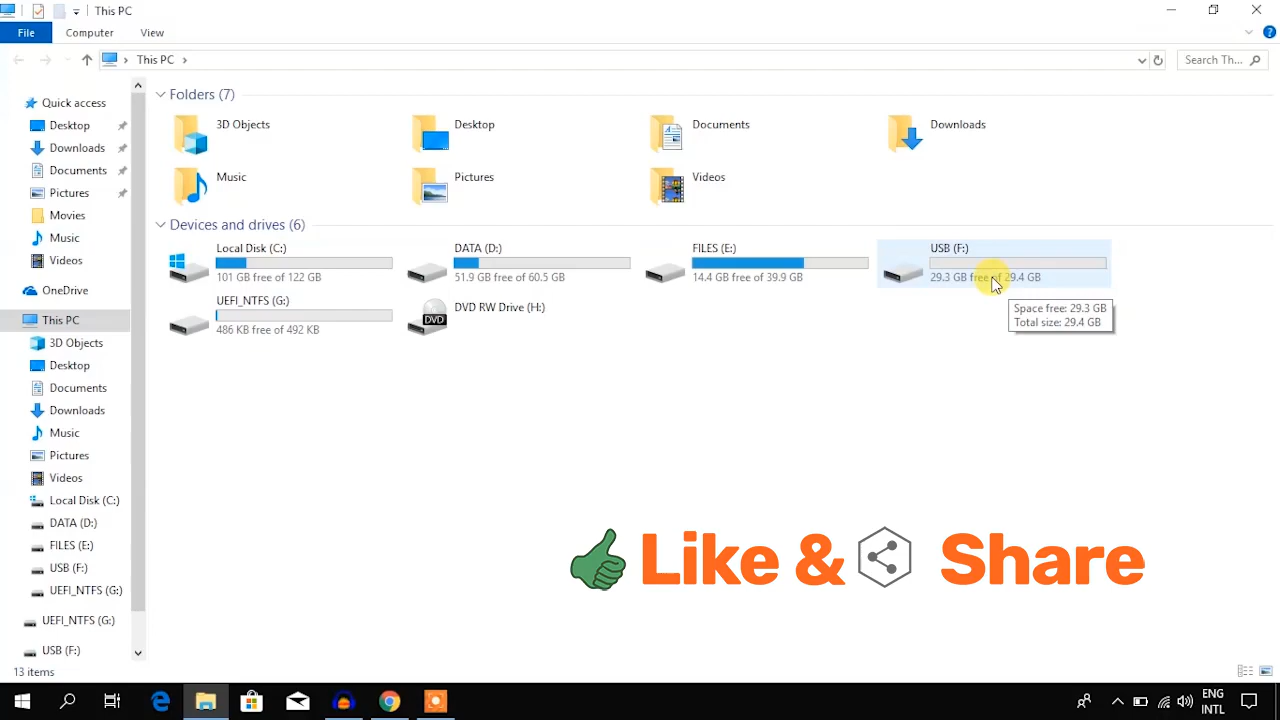 This PC
File Computer View
This PC
Search Th...
Quick access
Desktop
Downloads
Documents
Pictures
Movies
Music
Videos
OneDrive
This PC
3D Objects
Desktop
Documents
Downloads
Music
Pictures
Videos
Local Disk (C:)
DATA (D:)
FILES (E:)
USB (F:)
UEFI_NTFS (G:)
UEFI_NTFS (G:)
USB (F:)
Folders (7)
3D Objects
Desktop
Documents
Downloads
Music
Pictures
Videos
Devices and drives (6)
Local Disk (C:)
101 GB free of 122 GB
DATA (D:)
51.9 GB free of 60.5 GB
FILES (E:)
14.4 GB free of 39.9 GB
USB (F:)
29.3 GB free of 29.4 GB
UEFI_NTFS (G:)
486 KB free of 492 KB
DVD RW Drive (H:)
DVD
Space free: 29.3 GB
Total size: 29.4 GB
Like & Share
13 items
ENG
INTL